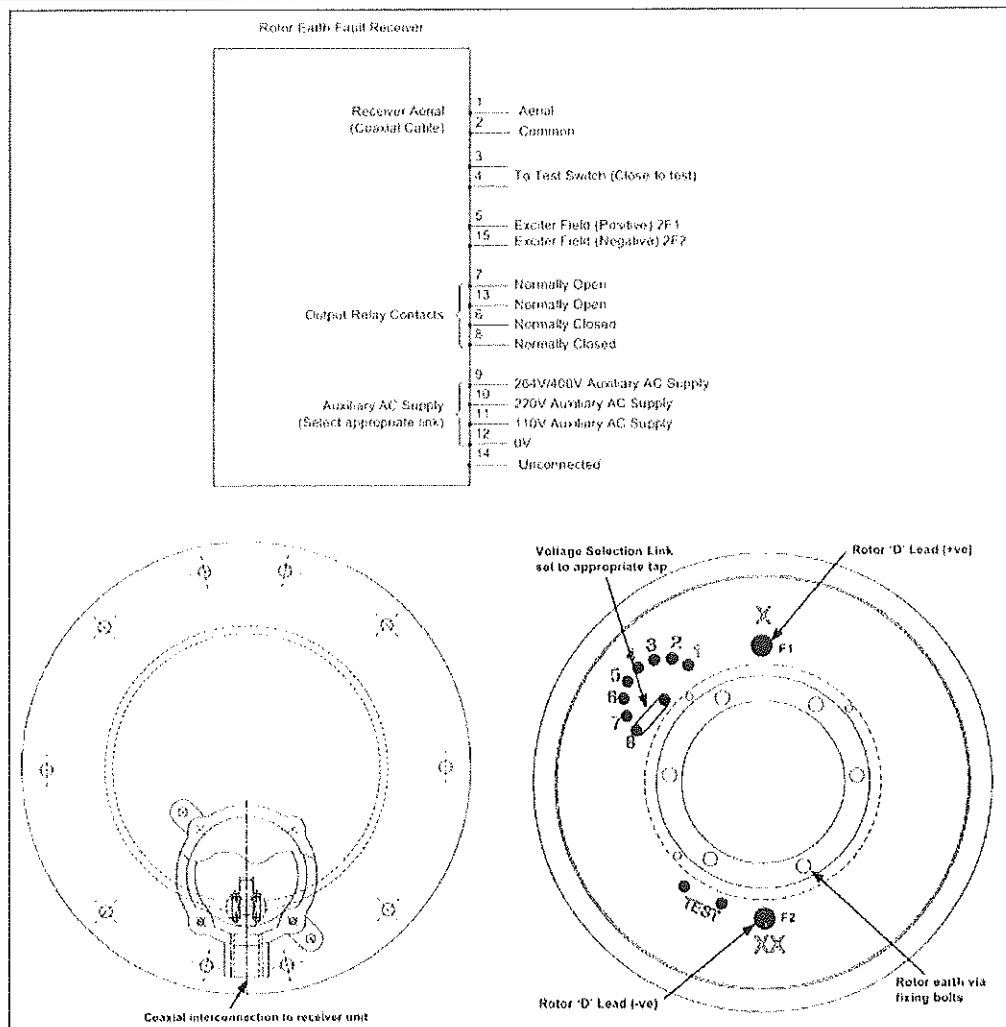 Rotor Earth Fault Receiver
Receiver Aerial
(Coaxial Cable)
1
Aerial
2
Common
3
4
To Test Switch (Close to test)
5
Exciter Field (Positive) 2F1
15
Exciter Field (Negative) 2F2
Output Relay Contacts
7
Normally Open
13
Normally Open
6
Normally Closed
8
Normally Closed
Auxiliary AC Supply
(Select appropriate link)
9
264V/400V Auxiliary AC Supply
10
220V Auxiliary AC Supply
11
110V Auxiliary AC Supply
12
0V
14
Unconnected
Voltage Selection Link
set to appropriate tap
Rotor 'D' Lead (+ve)
X
F1
1
2
3
5
6
7
8
TEST
F2
XX
Rotor 'D' Lead (-ve)
Rotor earth via
fixing bolts
Coaxial interconnection to receiver unit